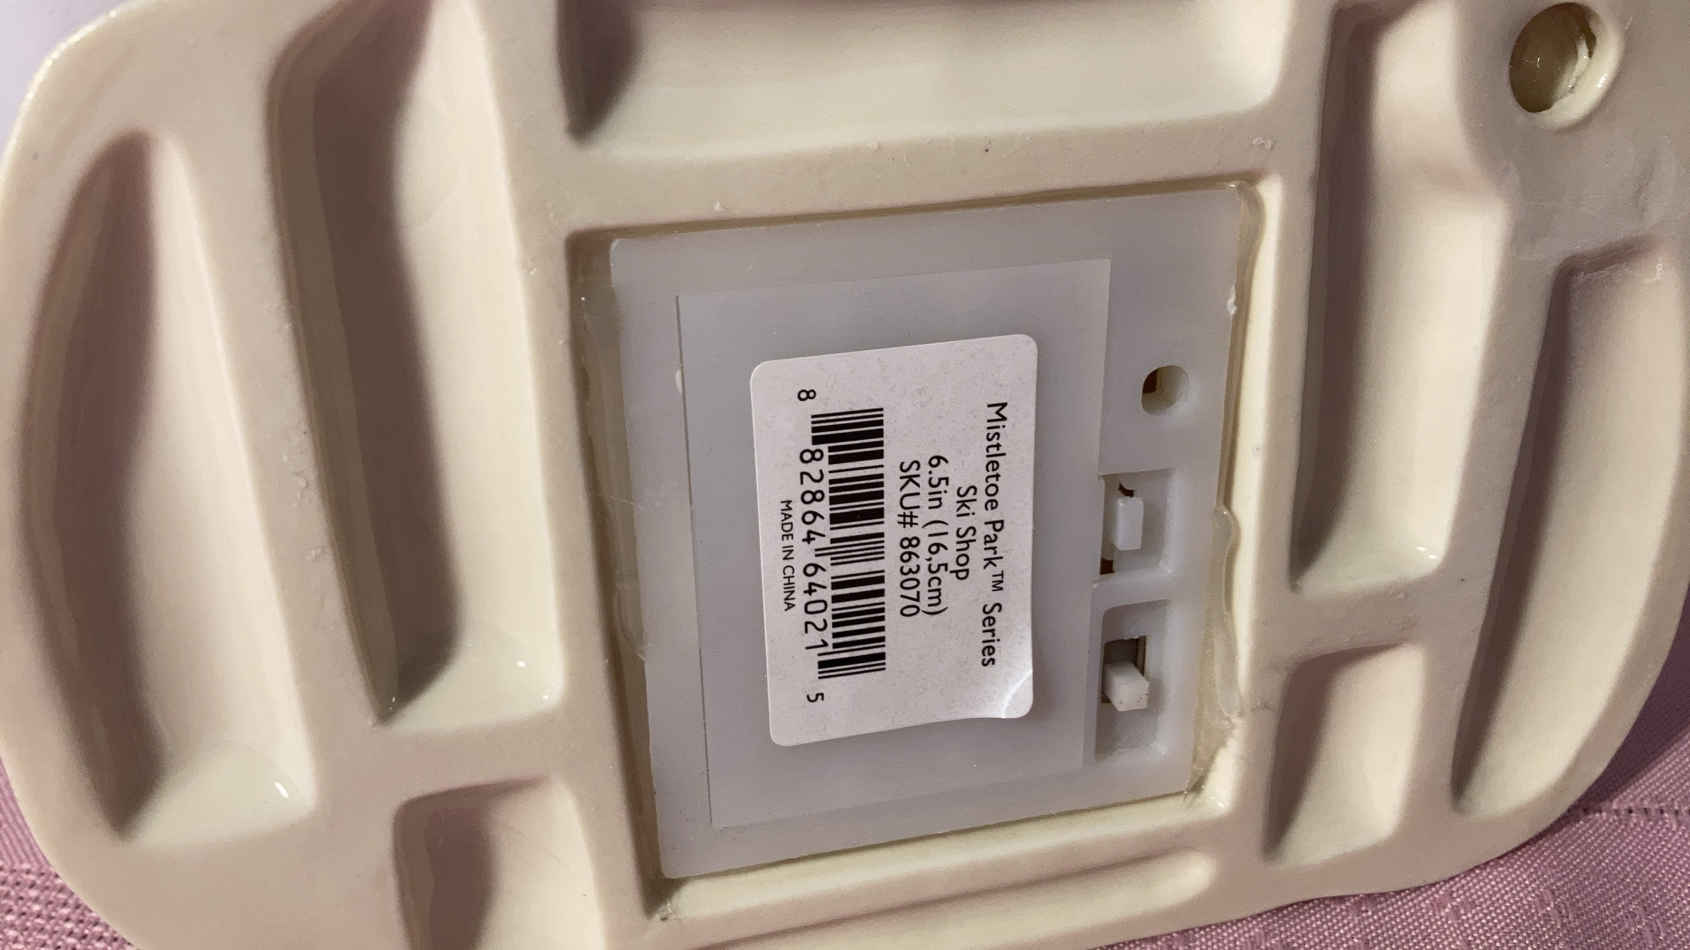 Mistletoe Park™ Series
Ski Shop
6.5in (16,5cm)
SKU# 863070
8 82864 64021 5
MADE IN CHINA